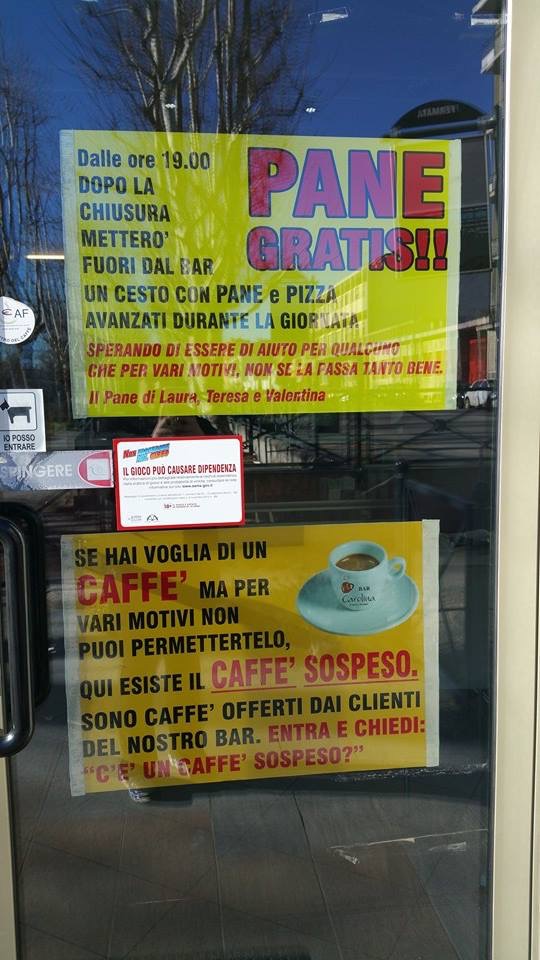 Dalle ore 19.00
DOPO LA
CHIUSURA
METTERO'
FUORI DAL BAR
PANE
GRATIS!!
UN CESTO CON PANE e PIZZA
AVANZATI DURANTE LA GIORNATA
SPERANDO DI ESSERE DI AIUTO PER QUALCUNO
CHE PER VARI MOTIVI, NON SE LA PASSA TANTO BENE.
Il Pane di Laura, Teresa e Valentina
AF
IO POSSO
ENTRARE
SPINGERE
IL GIOCO PUÒ CAUSARE DIPENDENZA
18+
SE HAI VOGLIA DI UN
CAFFE' MA PER
VARI MOTIVI NON
PUOI PERMETTERTELO,
BAR
Carolina
QUI ESISTE IL CAFFE' SOSPESO.
SONO CAFFE' OFFERTI DAI CLIENTI
DEL NOSTRO BAR. ENTRA E CHIEDI:
"C'E' UN CAFFE' SOSPESO?"